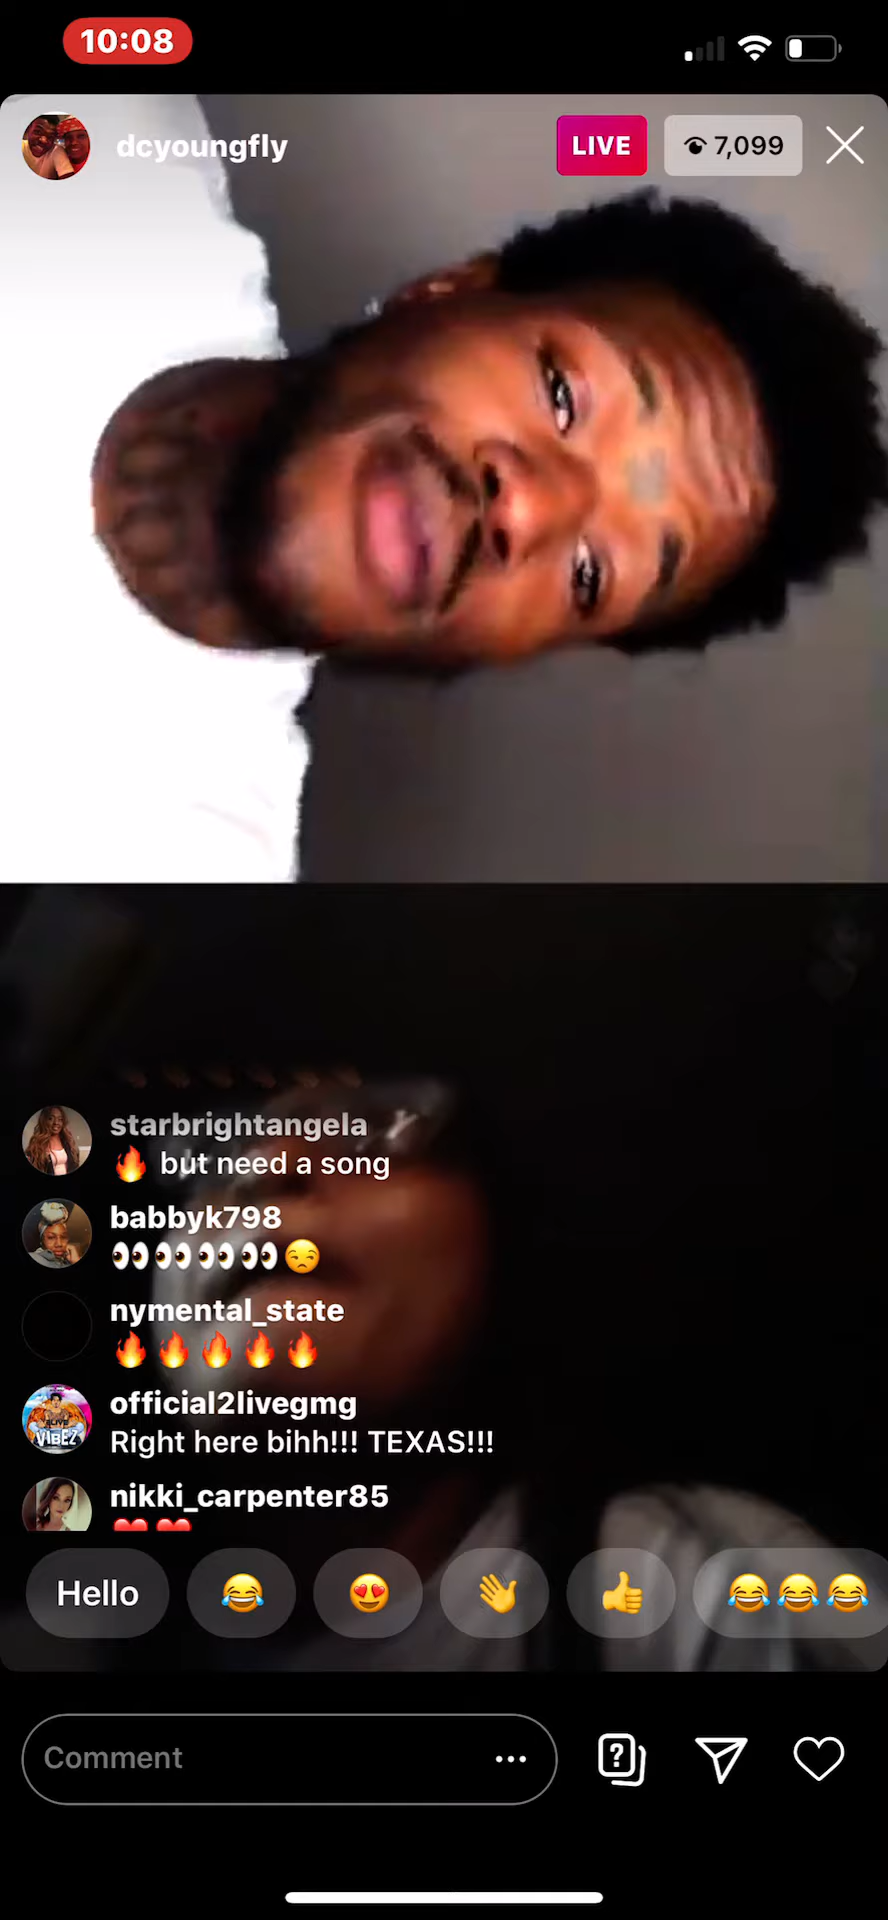 10:08
dcyoungfly
LIVE
7,099
starbrightangela
🔥 but need a song
babbyk798
👀👀👀👀😒
nymental_state
🔥🔥🔥🔥🔥
official2livegmg
Right here bihh!!! TEXAS!!!
VIBEZ
nikki_carpenter85
❤️❤️
Hello 😂 😍 👋 👍 😂😂😂
Comment